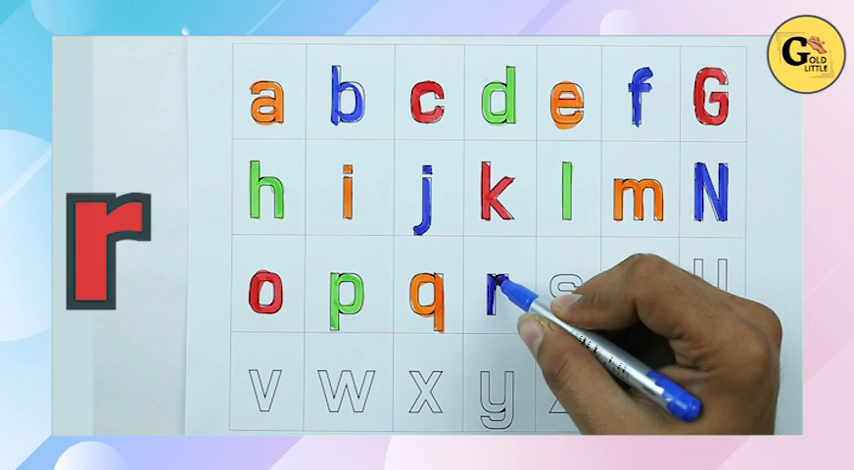 GOLD
LITTLE
a b c d e f G
h i j k l m N
o p q r s u
v w x y
r